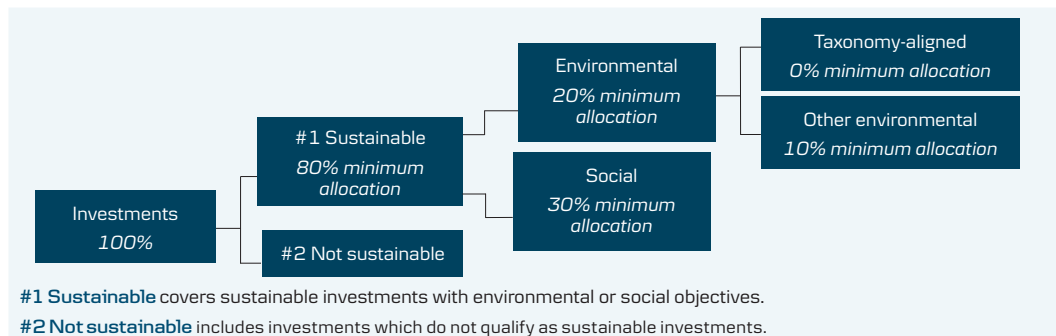 Investments
100%
#1 Sustainable
80% minimum
allocation
#2 Not sustainable
Environmental
20% minimum
allocation
Social
30% minimum
allocation
Taxonomy-aligned
0% minimum allocation
Other environmental
10% minimum allocation
#1 Sustainable covers sustainable investments with environmental or social objectives.
#2 Not sustainable includes investments which do not qualify as sustainable investments.